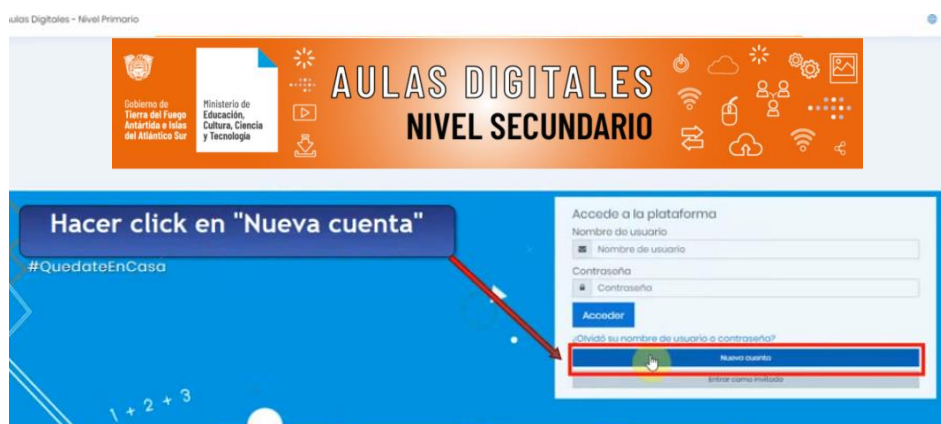 Aulas Digitales - Nivel Primario
Gobierno de
Tierra del Fuego
Antártida e Islas
del Atlántico Sur
Ministerio de
Educación,
Cultura, Ciencia
y Tecnología
AULAS DIGITALES
NIVEL SECUNDARIO
Hacer click en "Nueva cuenta"
#QuedateEnCasa
1 + 2 + 3
Accede a la plataforma
Nombre de usuario
Nombre de usuario
Contraseña
Contraseña
Acceder
¿Olvidó su nombre de usuario o contraseña?
Nueva cuenta
Entrar como invitado